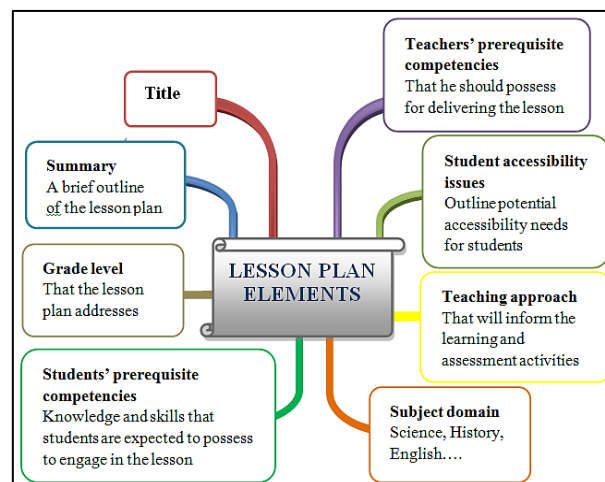 LESSON PLAN
ELEMENTS
Title
Summary
A brief outline
of the lesson plan
Grade level
That the lesson
plan addresses
Students' prerequisite
competencies
Knowledge and skills that
students are expected to possess
to engage in the lesson
Teachers' prerequisite
competencies
That he should possess
for delivering the lesson
Student accessibility
issues
Outline potential
accessibility needs
for students
Teaching approach
That will inform the
learning and
assessment activities
Subject domain
Science, History,
English….